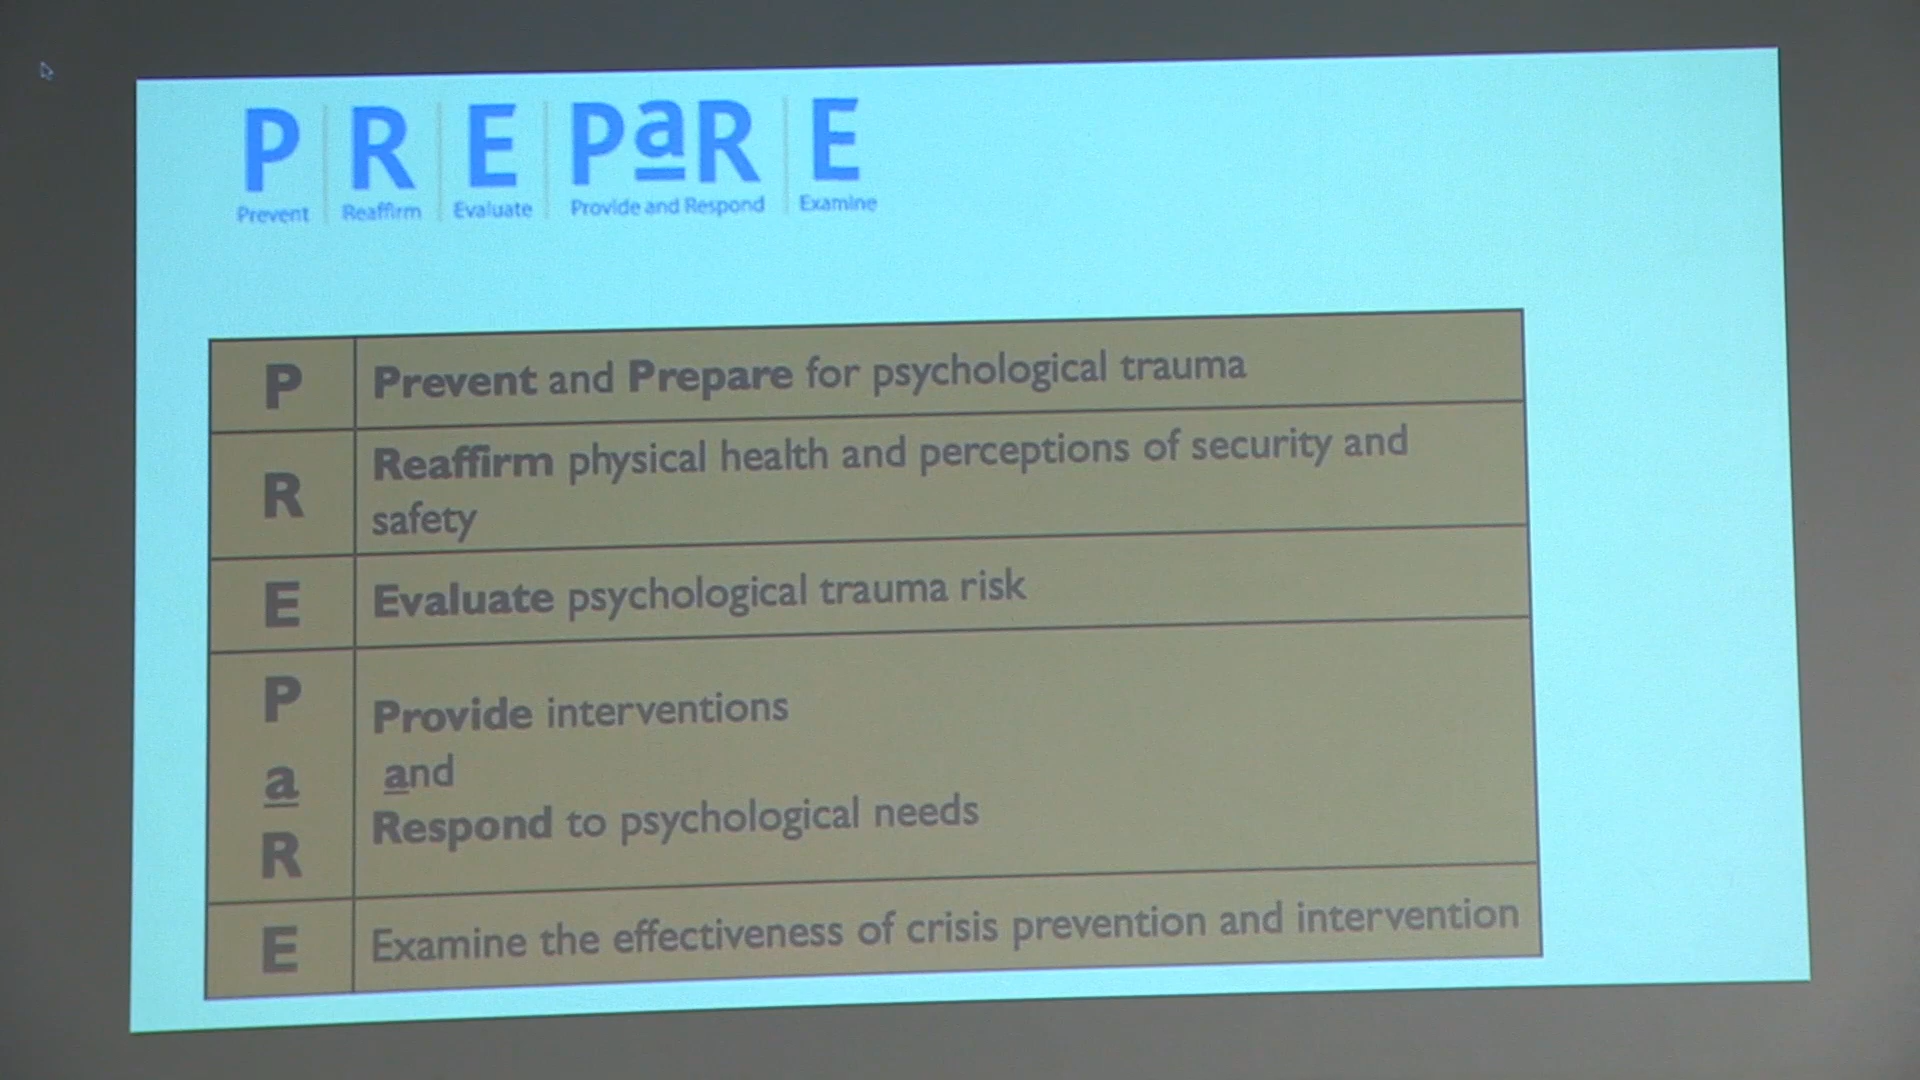 P R E PaR E
Prevent Reaffirm Evaluate Provide and Respond Examine
P Prevent and Prepare for psychological trauma
R Reaffirm physical health and perceptions of security and
safety
E Evaluate psychological trauma risk
P Provide interventions
a and
R Respond to psychological needs
E Examine the effectiveness of crisis prevention and intervention